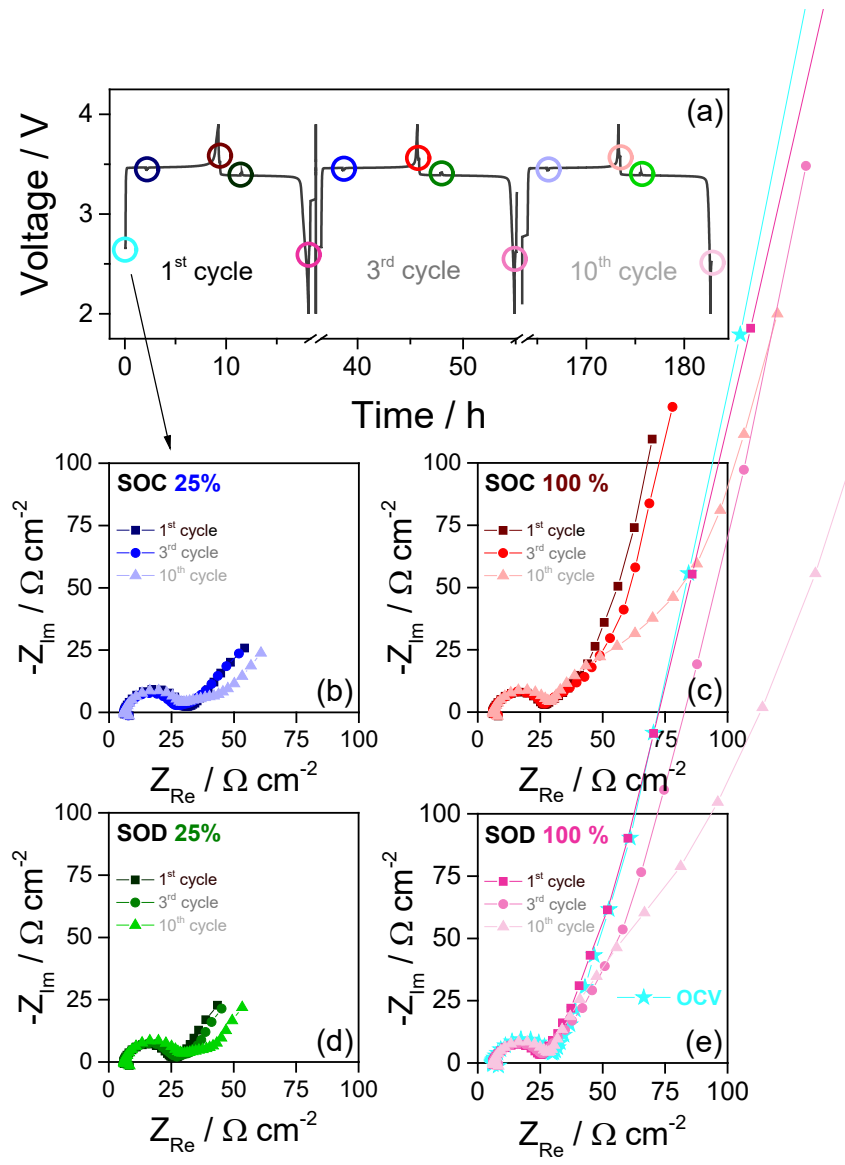 (a)
Voltage / V
4
3
2
1st cycle
3rd cycle
10th cycle
0
10
40
50
170
180
Time / h
SOC 25%
1st cycle
3rd cycle
10th cycle
(b)
-ZIm / Ω cm-2
100
75
50
25
0
0
25
50
75
100
ZRe / Ω cm-2
SOC 100 %
1st cycle
3rd cycle
10th cycle
(c)
-ZIm / Ω cm-2
100
75
50
25
0
0
25
50
75
100
ZRe / Ω cm-2
SOD 25%
1st cycle
3rd cycle
10th cycle
(d)
-ZIm / Ω cm-2
100
75
50
25
0
0
25
50
75
100
ZRe / Ω cm-2
SOD 100 %
1st cycle
3rd cycle
10th cycle
OCV
(e)
-ZIm / Ω cm-2
100
75
50
25
0
0
25
50
75
100
ZRe / Ω cm-2